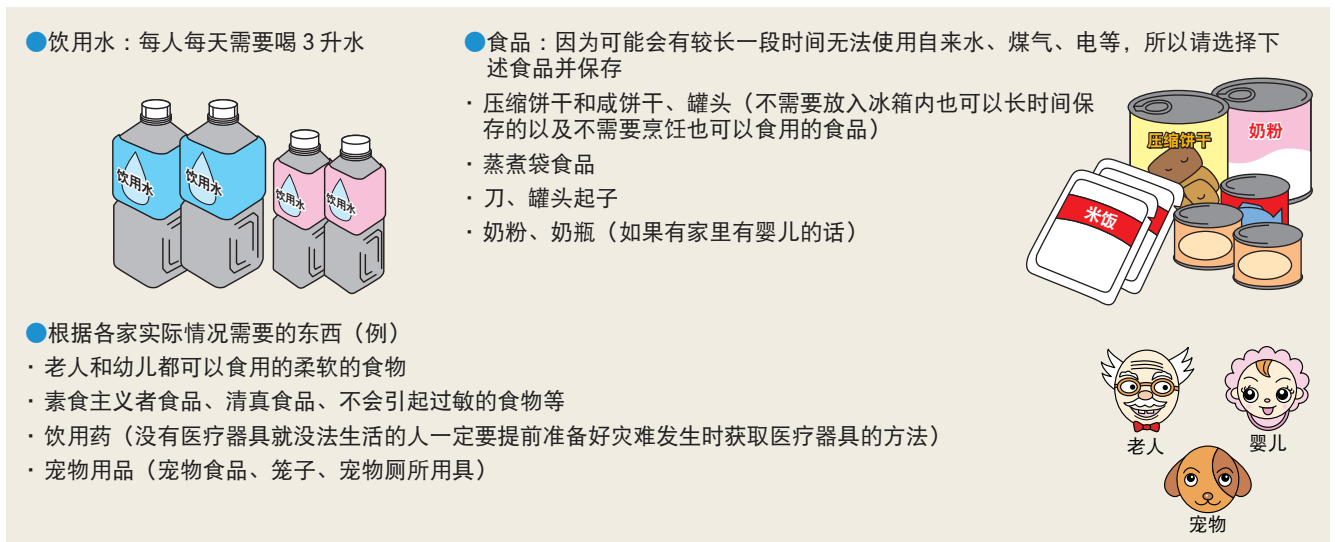 ●饮用水：每人每天需要喝 3 升水
饮用水
饮用水
饮用水
饮用水
●食品：因为可能会有较长一段时间无法使用自来水、煤气、电等，所以请选择下
述食品并保存
· 压缩饼干和咸饼干、罐头（不需要放入冰箱内也可以长时间保
存的以及不需要烹饪也可以食用的食品）
· 蒸煮袋食品
· 刀、罐头起子
· 奶粉、奶瓶（如果有家里有婴儿的话）
压缩饼干
奶粉
米饭
●根据各家实际情况需要的东西（例）
· 老人和幼儿都可以食用的柔软的食物
· 素食主义者食品、清真食品、不会引起过敏的食物等
· 饮用药（没有医疗器具就没法生活的人一定要提前准备好灾难发生时获取医疗器具的方法）
· 宠物用品（宠物食品、笼子、宠物厕所用具）
老人
婴儿
宠物